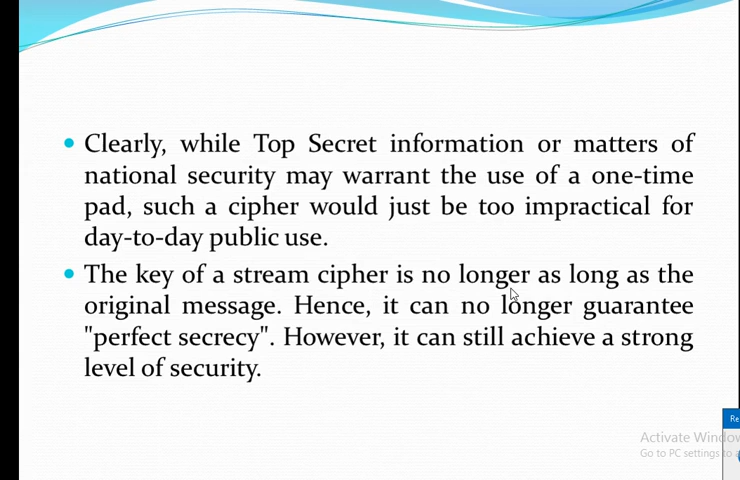 Clearly, while Top Secret information or matters of
national security may warrant the use of a one-time
pad, such a cipher would just be too impractical for
day-to-day public use.
The key of a stream cipher is no longer as long as the
original message. Hence, it can no longer guarantee
"perfect secrecy". However, it can still achieve a strong
level of security.
Re
Activate Window
Go to PC settings to a